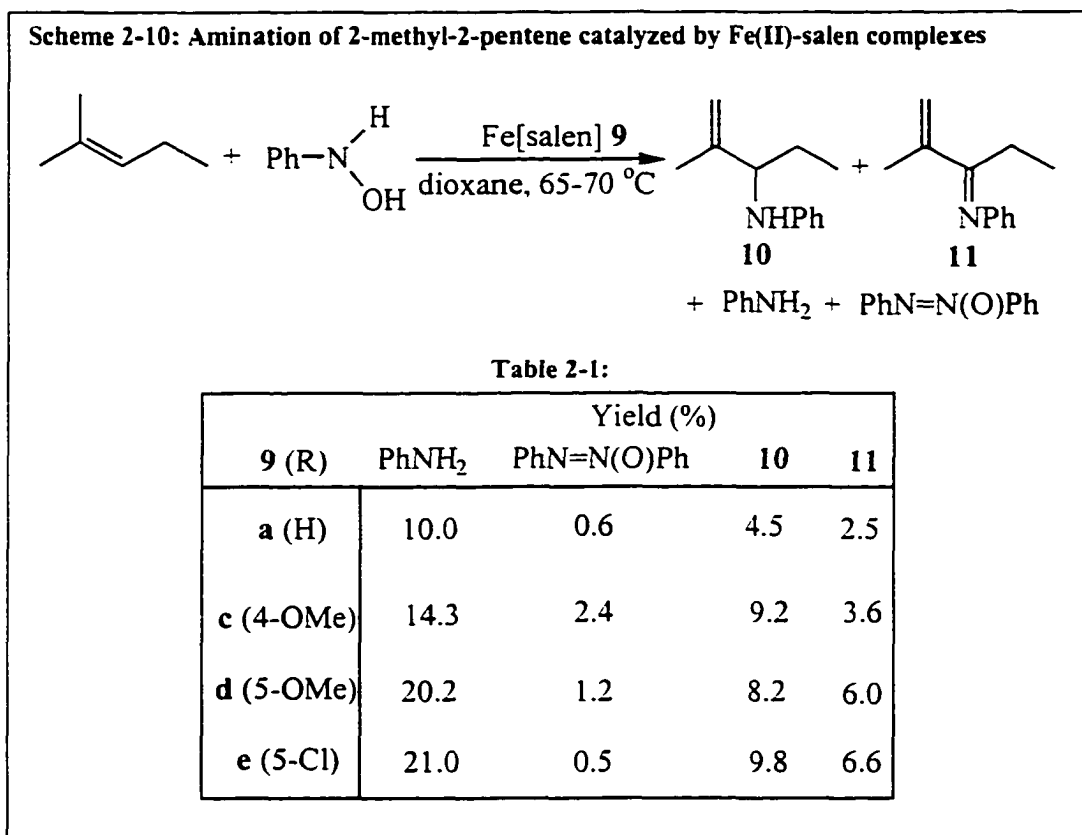 Scheme 2-10: Amination of 2-methyl-2-pentene catalyzed by Fe(II)-salen complexes
+ Ph-N H OH Fe[salen] 9 +
dioxane, 65-70 °C
NHPh NPh
10 11
+ PhNH₂ + PhN=N(O)Ph
Table 2-1:
Yield (%)
9 (R) PhNH₂ PhN=N(O)Ph 10 11
a (H) 10.0 0.6 4.5 2.5
c (4-OMe) 14.3 2.4 9.2 3.6
d (5-OMe) 20.2 1.2 8.2 6.0
e (5-Cl) 21.0 0.5 9.8 6.6